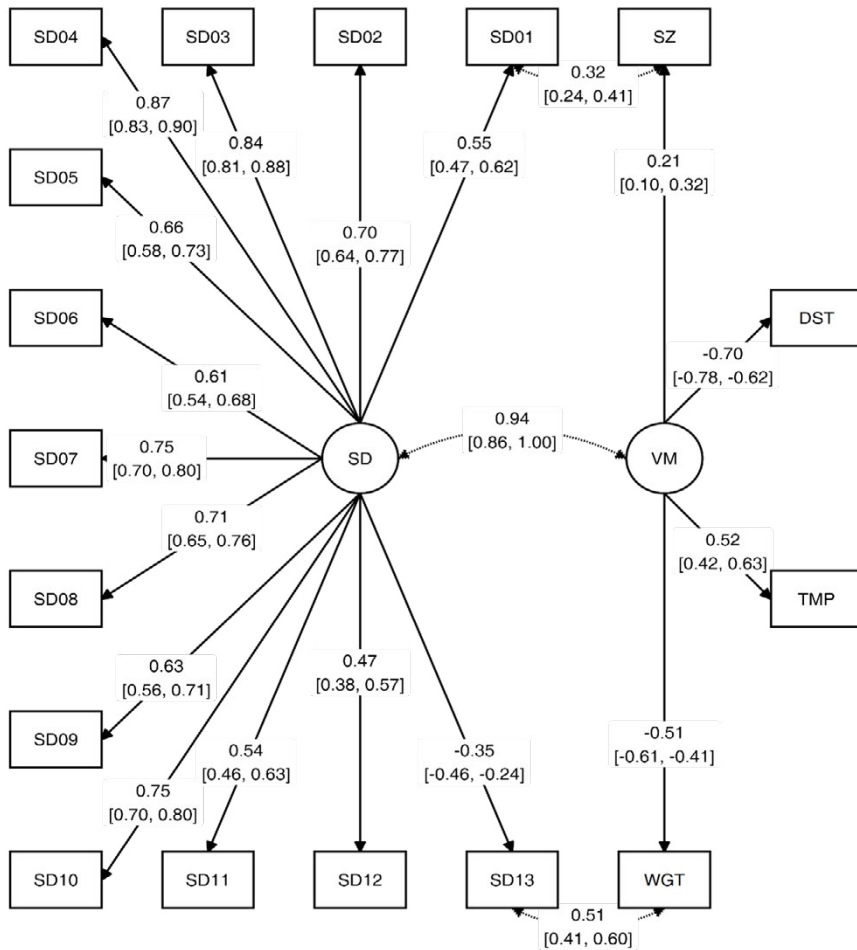 SD04
SD03
SD02
SD01
SZ
0.32
[0.24, 0.41]
0.87
[0.83, 0.90]
0.84
[0.81, 0.88]
0.55
[0.47, 0.62]
0.21
[0.10, 0.32]
SD05
0.66
[0.58, 0.73]
0.70
[0.64, 0.77]
SD06
DST
-0.70
[-0.78, -0.62]
0.61
[0.54, 0.68]
0.94
[0.86, 1.00]
SD07
0.75
[0.70, 0.80]
SD
VM
0.71
[0.65, 0.76]
0.52
[0.42, 0.63]
SD08
TMP
0.63
[0.56, 0.71]
0.47
[0.38, 0.57]
SD09
0.54
[0.46, 0.63]
-0.35
[-0.46, -0.24]
-0.51
[-0.61, -0.41]
0.75
[0.70, 0.80]
SD10
SD11
SD12
SD13
WGT
0.51
[0.41, 0.60]